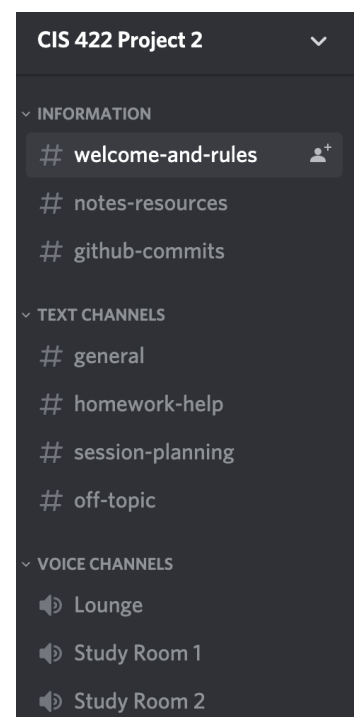 CIS 422 Project 2
INFORMATION
# welcome-and-rules
# notes-resources
# github-commits
TEXT CHANNELS
# general
# homework-help
# session-planning
# off-topic
VOICE CHANNELS
Lounge
Study Room 1
Study Room 2